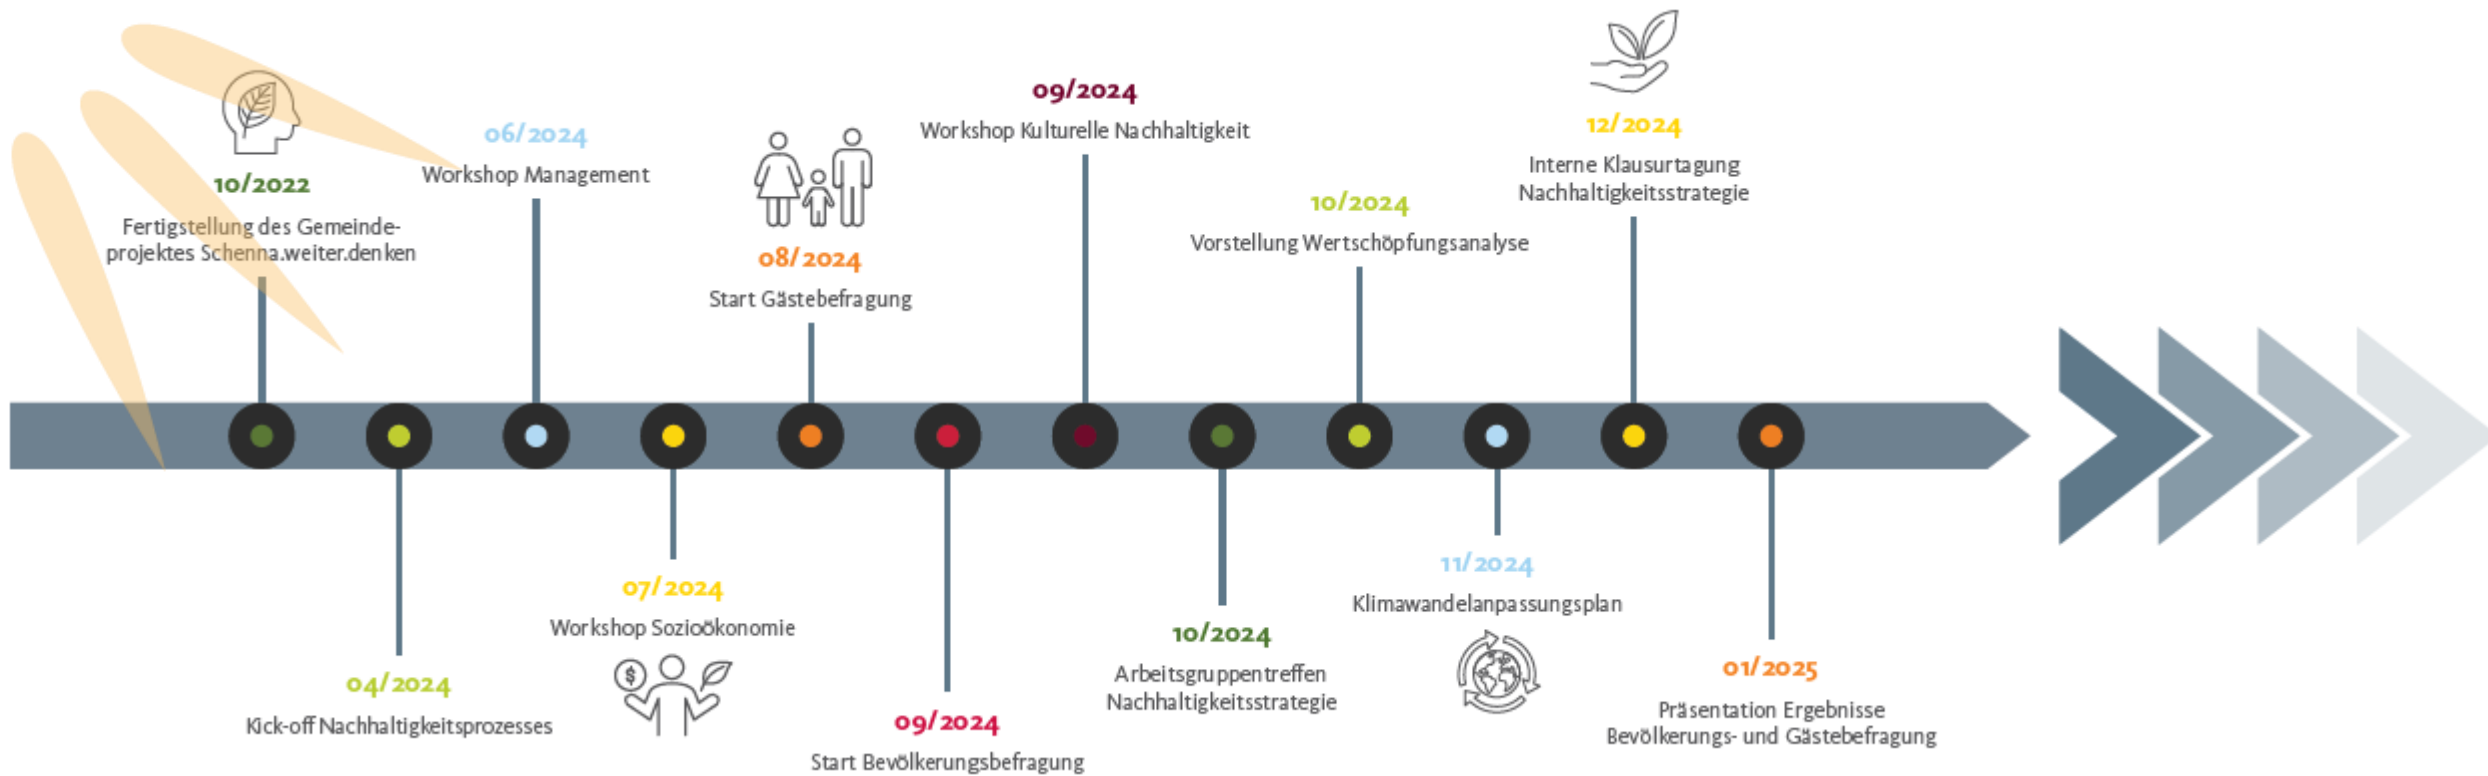 10/2022
Fertigstellung des Gemeinde-
projektes Schenna.weiter.denken
04/2024
Kick-off Nachhaltigkeitsprozesses
06/2024
Workshop Management
07/2024
Workshop Sozioökonomie
$
08/2024
Start Gästebefragung
09/2024
Start Bevölkerungsbefragung
09/2024
Workshop Kulturelle Nachhaltigkeit
10/2024
Arbeitsgruppentreffen
Nachhaltigkeitsstrategie
10/2024
Vorstellung Wertschöpfungsanalyse
11/2024
Klimawandelanpassungsplan
12/2024
Interne Klausurtagung
Nachhaltigkeitsstrategie
01/2025
Präsentation Ergebnisse
Bevölkerungs- und Gästebefragung